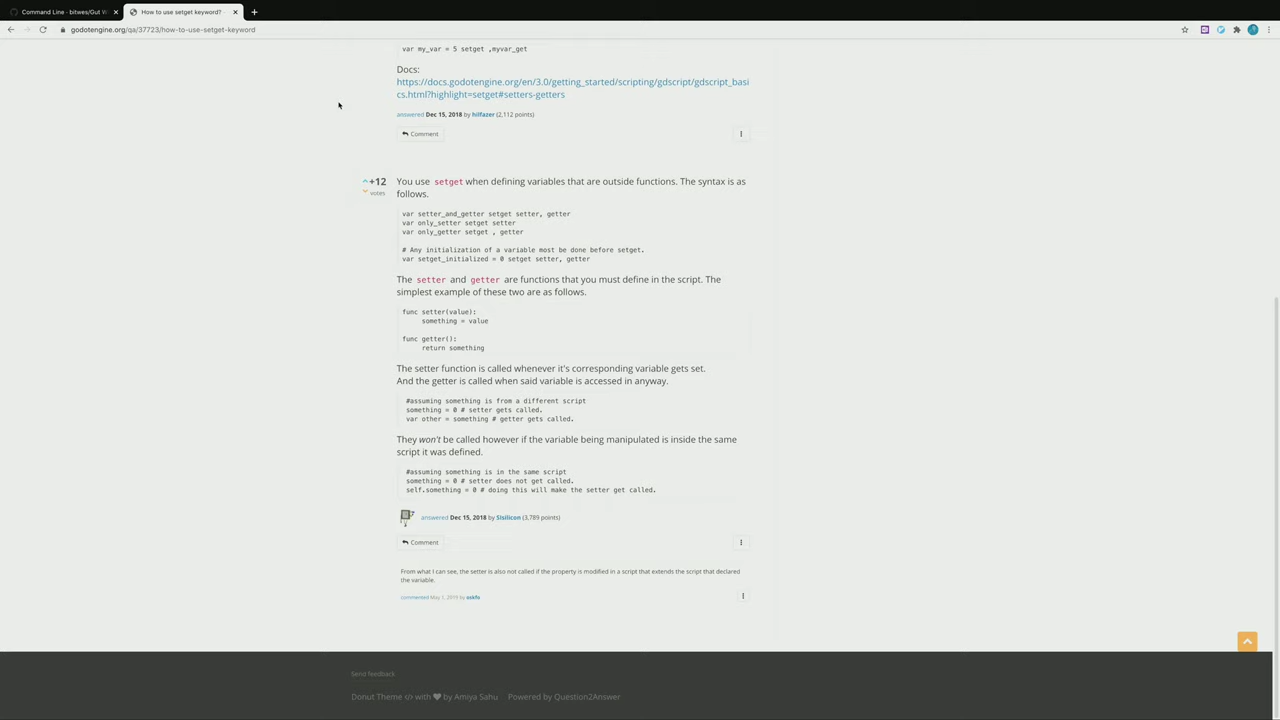 Command Line - bitwes/Gut W
How to use setget keyword?
godotengine.org/qa/37723/how-to-use-setget-keyword
var my_var = 5 setget ,myvar_get
Docs:
https://docs.godotengine.org/en/3.0/getting_started/scripting/gdscript/gdscript_basi
cs.html?highlight=setget#setters-getters
answered Dec 15, 2018 by hilfazer (2,112 points)
Comment
+12
votes
You use setget when defining variables that are outside functions. The syntax is as
follows.
var setter_and_getter setget setter, getter
var only_setter setget setter
var only_getter setget , getter
# Any initialization of a variable most be done before setget.
var setget_initialized = 0 setget setter, getter
The setter and getter are functions that you must define in the script. The
simplest example of these two are as follows.
func setter(value):
something = value
func getter():
return something
The setter function is called whenever it's corresponding variable gets set.
And the getter is called when said variable is accessed in anyway.
#assuming something is from a different script
something = 0 # setter gets called.
var other = something # getter gets called.
They won't be called however if the variable being manipulated is inside the same
script it was defined.
#assuming something is in the same script
something = 0 # setter does not get called.
self.something = 0 # doing this will make the setter get called.
answered Dec 15, 2018 by SIsilicon (3,789 points)
Comment
From what I can see, the setter is also not called if the property is modified in a script that extends the script that declared
the variable.
commented May 1, 2019 by oskfo
Send feedback
Donut Theme </> with ♥ by Amiya Sahu Powered by Question2Answer